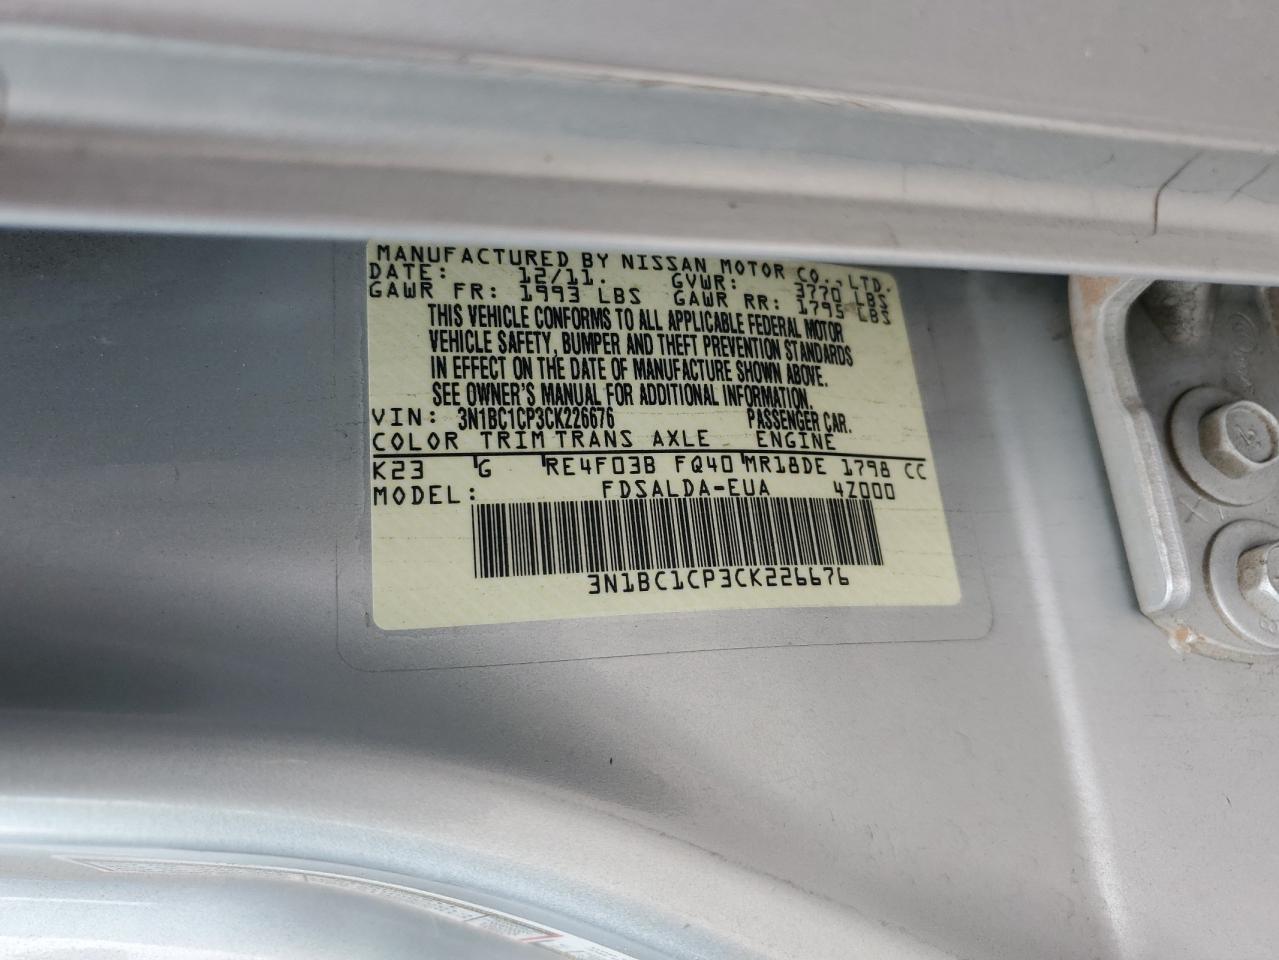 MANUFACTURED BY NISSAN MOTOR CO., LTD.
DATE: 12/11. GVWR: 3770 LBS
GAWR FR: 1993 LBS GAWR RR: 1795 LBS
THIS VEHICLE CONFORMS TO ALL APPLICABLE FEDERAL MOTOR
VEHICLE SAFETY, BUMPER AND THEFT PREVENTION STANDARDS
IN EFFECT ON THE DATE OF MANUFACTURE SHOWN ABOVE.
SEE OWNER'S MANUAL FOR ADDITIONAL INFORMATION.
VIN: 3N1BC1CP3CK226676 PASSENGER CAR.
COLOR TRIM TRANS AXLE ENGINE
K23 G RE4F03B FQ40 MR18DE 1798 CC
MODEL: FDSALDA-EUA 4Z000
3N1BC1CP3CK226676